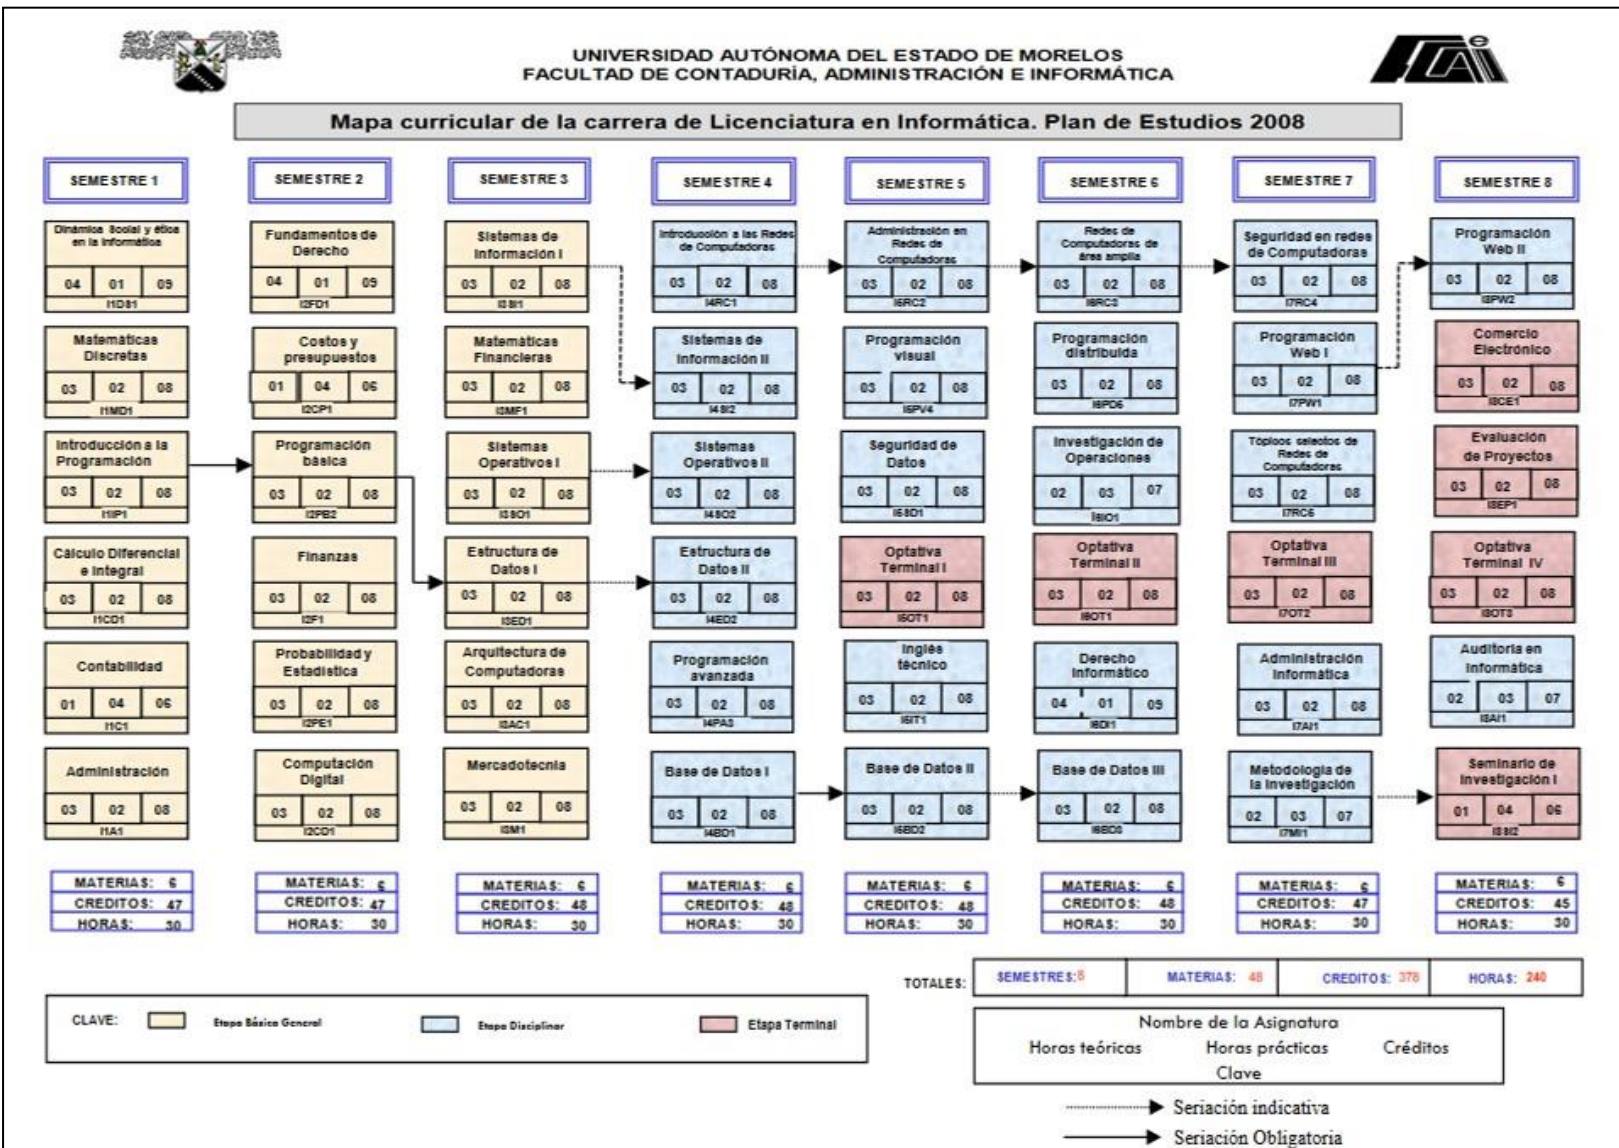 UNIVERSIDAD AUTÓNOMA DEL ESTADO DE MORELOS
FACULTAD DE CONTADURÌA, ADMINISTRACIÓN E INFORMÁTICA
Mapa curricular de la carrera de Licenciatura en Informática. Plan de Estudios 2008
SEMESTRE 1
Dinámica Social y ética
en la Informática
04 01 09
I1DS1
Matemáticas
Discretas
03 02 08
I1MD1
Introducción a la
Programación
03 02 08
I1IP1
Cálculo Diferencial
e Integral
03 02 08
I1CD1
Contabilidad
01 04 06
I1C1
Administración
03 02 08
I1A1
MATERIAS: 6
CREDITOS: 47
HORAS: 30
SEMESTRE 2
Fundamentos de
Derecho
04 01 09
I2FD1
Costos y
presupuestos
01 04 06
I2CP1
Programación
básica
03 02 08
I2PB2
Finanzas
03 02 08
I2F1
Probabilidad y
Estadística
03 02 08
I2PE1
Computación
Digital
03 02 08
I2CD1
MATERIAS: 6
CREDITOS: 47
HORAS: 30
SEMESTRE 3
Sistemas de
Información I
03 02 08
I3SI1
Matemáticas
Financieras
03 02 08
I3MF1
Sistemas
Operativos I
03 02 08
I3SO1
Estructura de
Datos I
03 02 08
I3ED1
Arquitectura de
Computadoras
03 02 08
I3AC1
Mercadotecnia
03 02 08
I3M1
MATERIAS: 6
CREDITOS: 48
HORAS: 30
SEMESTRE 4
Introducción a las Redes
de Computadoras
03 02 08
I4RC1
Sistemas de
Información II
03 02 08
I4SI2
Sistemas
Operativos II
03 02 08
I4SO2
Estructura de
Datos II
03 02 08
I4ED2
Programación
avanzada
03 02 08
I4PA3
Base de Datos I
03 02 08
I4BD1
MATERIAS: 6
CREDITOS: 48
HORAS: 30
SEMESTRE 5
Administración en
Redes de
Computadoras
03 02 08
I5RC2
Programación
visual
03 02 08
I5PV4
Seguridad de
Datos
03 02 08
I5SD1
Optativa
Terminal I
03 02 08
I5OT1
Inglés
técnico
03 02 08
I5IT1
Base de Datos II
03 02 08
I5BD2
MATERIAS: 6
CREDITOS: 48
HORAS: 30
SEMESTRE 6
Redes de
Computadoras de
área amplia
03 02 08
I6RC3
Programación
distribuida
03 02 08
I6PD5
Investigación de
Operaciones
02 03 07
I6IO1
Optativa
Terminal II
03 02 08
I6OT1
Derecho
Informático
04 01 09
I6DI1
Base de Datos III
03 02 08
I6BD3
MATERIAS: 6
CREDITOS: 48
HORAS: 30
SEMESTRE 7
Seguridad en redes
de Computadoras
03 02 08
I7RC4
Programación
Web I
03 02 08
I7PW1
Tópicos selectos de
Redes de
Computadoras
03 02 08
I7RC5
Optativa
Terminal III
03 02 08
I7OT2
Administración
Informática
03 02 08
I7AI1
Metodología de
la Investigación
02 03 07
I7MI1
MATERIAS: 6
CREDITOS: 47
HORAS: 30
SEMESTRE 8
Programación
Web II
03 02 08
I8PW2
Comercio
Electrónico
03 02 08
I8CE1
Evaluación
de Proyectos
03 02 08
I8EP1
Optativa
Terminal IV
03 02 08
I8OT3
Auditoria en
Informática
02 03 07
I8AI1
Seminario de
Investigación I
01 04 06
I8SI2
MATERIAS: 6
CREDITOS: 45
HORAS: 30
TOTALES: SEMESTRES:8 MATERIAS: 48 CREDITOS: 378 HORAS: 240
CLAVE: Etapa Básica General Etapa Disciplinar Etapa Terminal
Nombre de la Asignatura
Horas teóricas Horas prácticas Créditos
Clave
Seriación indicativa
Seriación Obligatoria